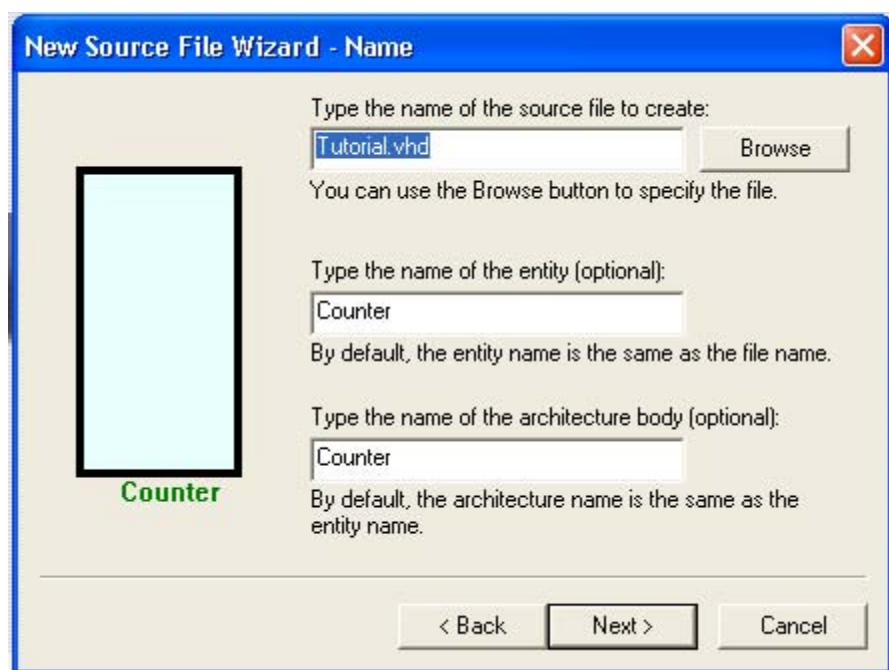 New Source File Wizard - Name
Type the name of the source file to create:
Tutorial.vhd
Browse
You can use the Browse button to specify the file.
Type the name of the entity (optional):
Counter
By default, the entity name is the same as the file name.
Type the name of the architecture body (optional):
Counter
By default, the architecture name is the same as the
entity name.
Counter
< Back
Next >
Cancel